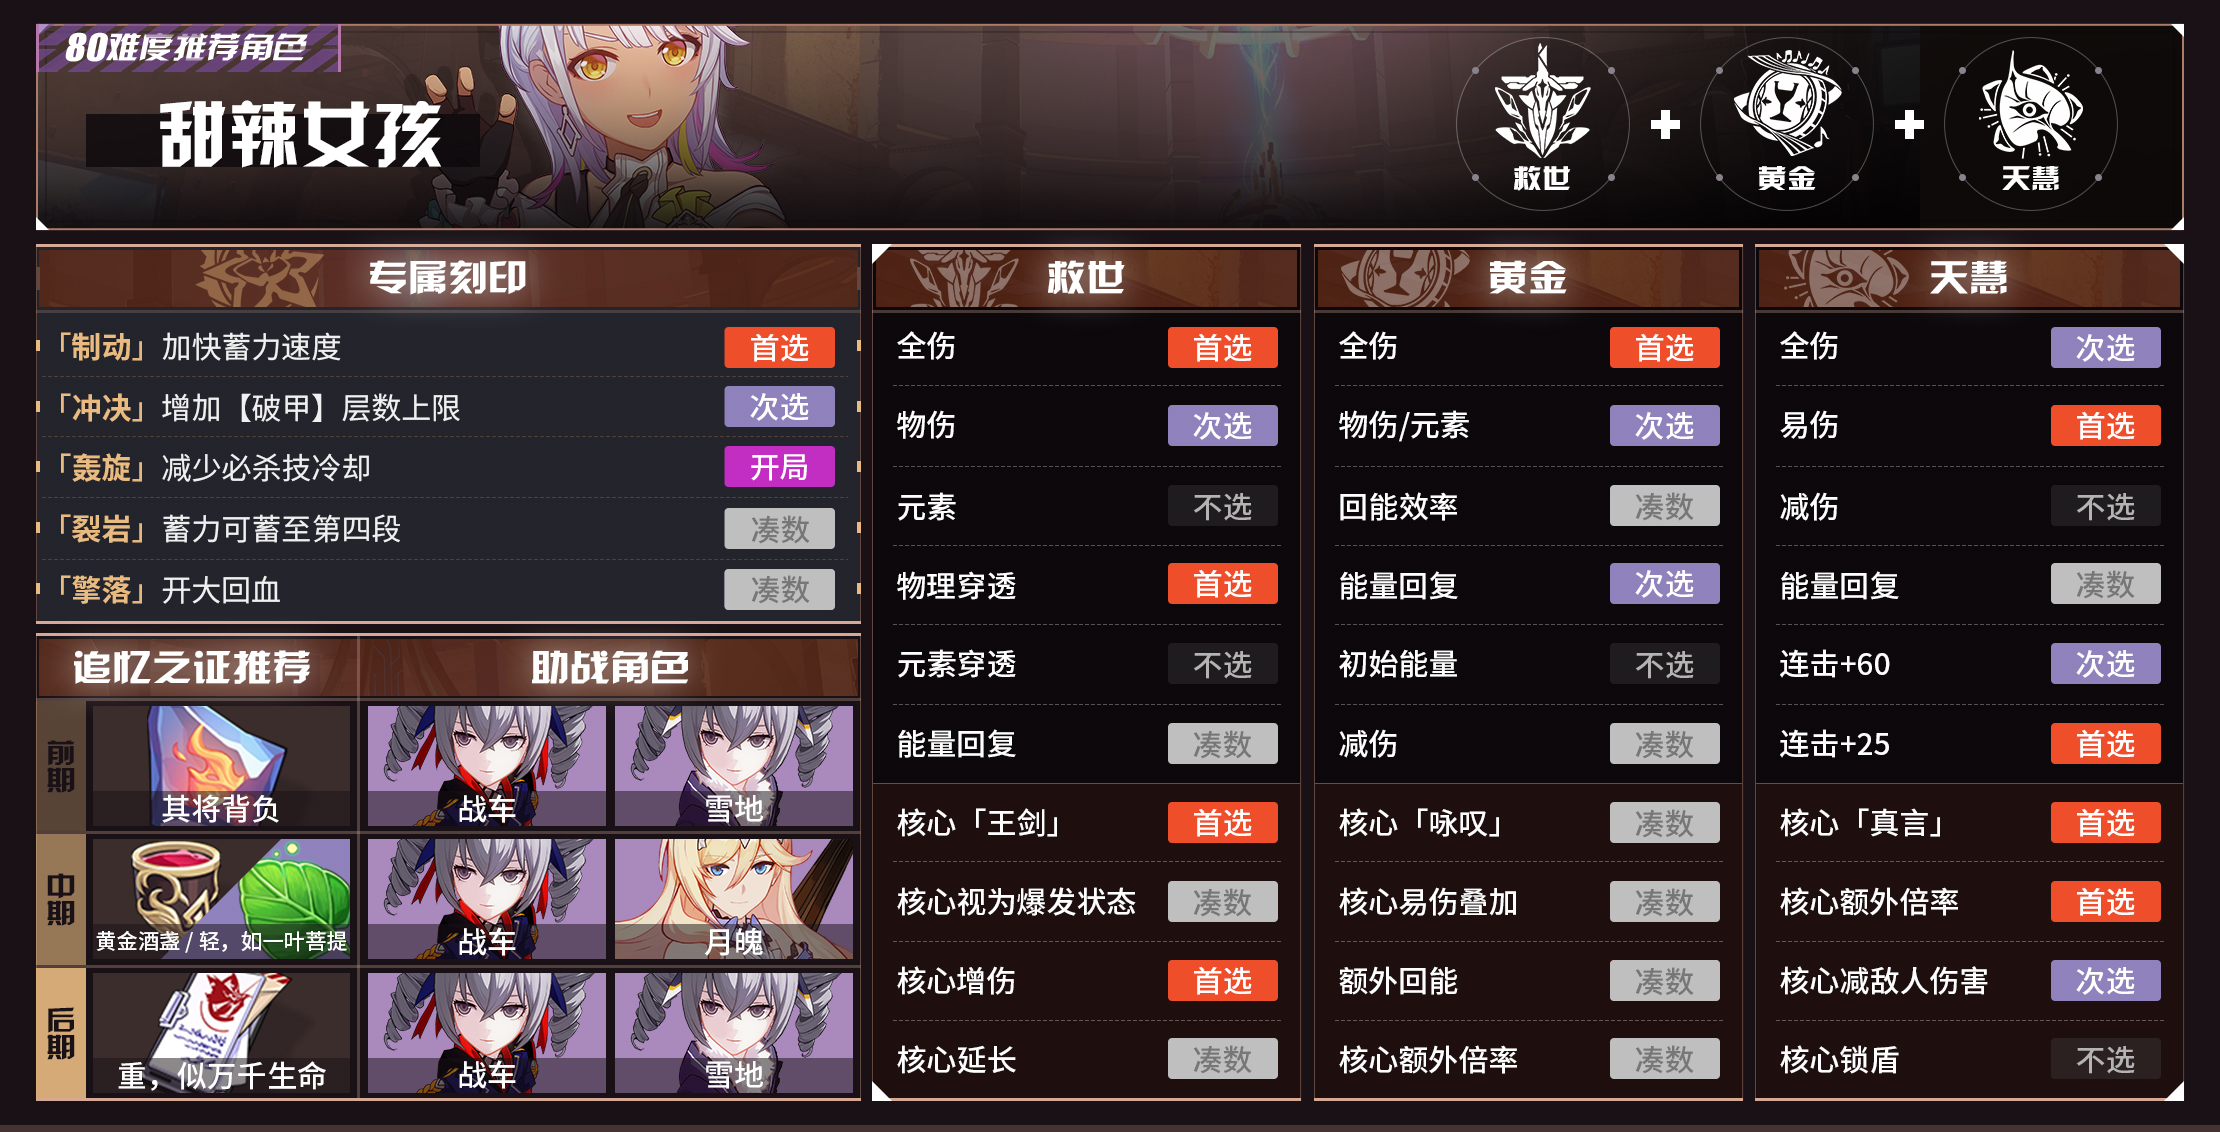 80难度推荐角色
甜辣女孩
救世 + 黄金 + 天慧
专属刻印
「制动」加快蓄力速度 首选
「冲决」增加【破甲】层数上限 次选
「轰旋」减少必杀技冷却 开局
「裂岩」蓄力可蓄至第四段 凑数
「擎落」开大回血 凑数
追忆之证推荐 助战角色
前期 其将背负 战车 雪地
中期 黄金酒盏 / 轻，如一叶菩提 战车 月魄
后期 重，似万千生命 战车 雪地
救世
全伤 首选
物伤 次选
元素 不选
物理穿透 首选
元素穿透 不选
能量回复 凑数
核心「王剑」 首选
核心视为爆发状态 凑数
核心增伤 首选
核心延长 凑数
黄金
全伤 首选
物伤/元素 次选
回能效率 凑数
能量回复 次选
初始能量 不选
减伤 凑数
核心「咏叹」 凑数
核心易伤叠加 凑数
额外回能 凑数
核心额外倍率 凑数
天慧
全伤 次选
易伤 首选
减伤 不选
能量回复 凑数
连击+60 次选
连击+25 首选
核心「真言」 首选
核心额外倍率 首选
核心减敌人伤害 次选
核心锁盾 不选